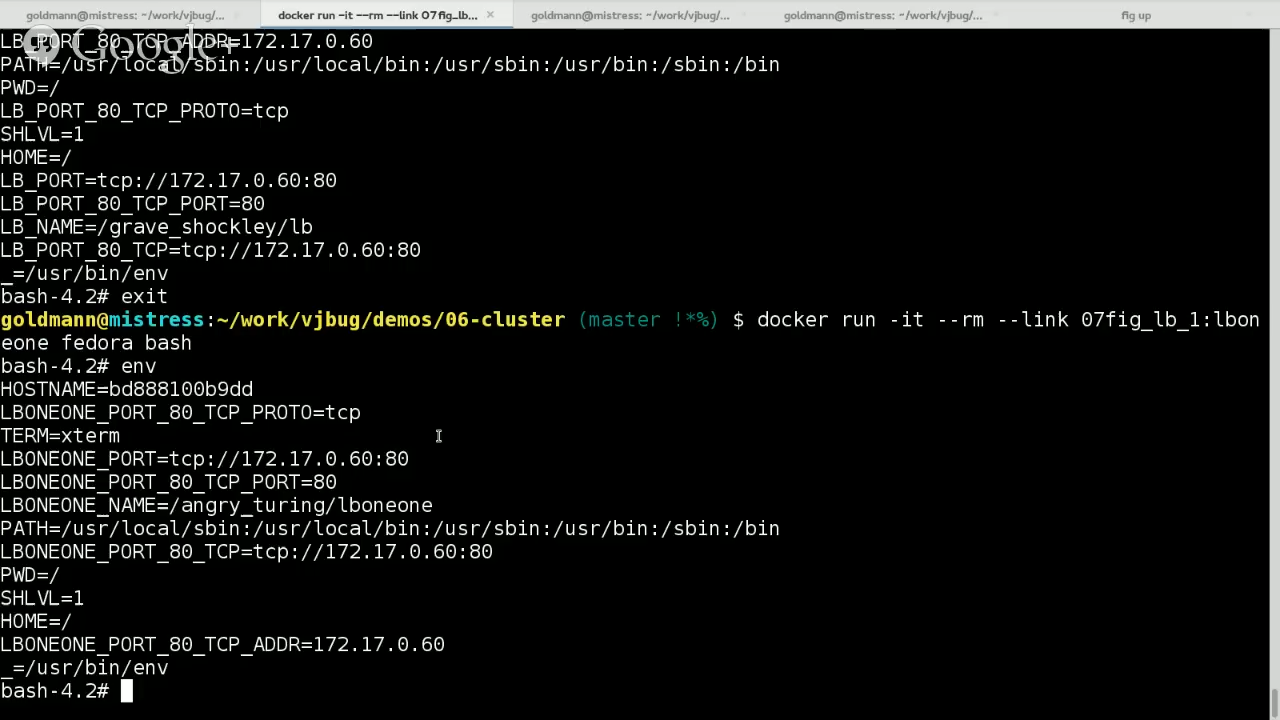 goldmann@mistress: ~/work/vjbug/... docker run -it --rm --link 07fig_lb... × goldmann@mistress: ~/work/vjbug/... goldmann@mistress: ~/work/vjbug/... fig up
Google+
LB_PORT_80_TCP_ADDR=172.17.0.60
PATH=/usr/local/sbin:/usr/local/bin:/usr/sbin:/usr/bin:/sbin:/bin
PWD=/
LB_PORT_80_TCP_PROTO=tcp
SHLVL=1
HOME=/
LB_PORT=tcp://172.17.0.60:80
LB_PORT_80_TCP_PORT=80
LB_NAME=/grave_shockley/lb
LB_PORT_80_TCP=tcp://172.17.0.60:80
_=/usr/bin/env
bash-4.2# exit
goldmann@mistress:~/work/vjbug/demos/06-cluster (master !*%) $ docker run -it --rm --link 07fig_lb_1:lbon
eone fedora bash
bash-4.2# env
HOSTNAME=bd888100b9dd
LBONEONE_PORT_80_TCP_PROTO=tcp
TERM=xterm
LBONEONE_PORT=tcp://172.17.0.60:80
LBONEONE_PORT_80_TCP_PORT=80
LBONEONE_NAME=/angry_turing/lboneone
PATH=/usr/local/sbin:/usr/local/bin:/usr/sbin:/usr/bin:/sbin:/bin
LBONEONE_PORT_80_TCP=tcp://172.17.0.60:80
PWD=/
SHLVL=1
HOME=/
LBONEONE_PORT_80_TCP_ADDR=172.17.0.60
_=/usr/bin/env
bash-4.2#